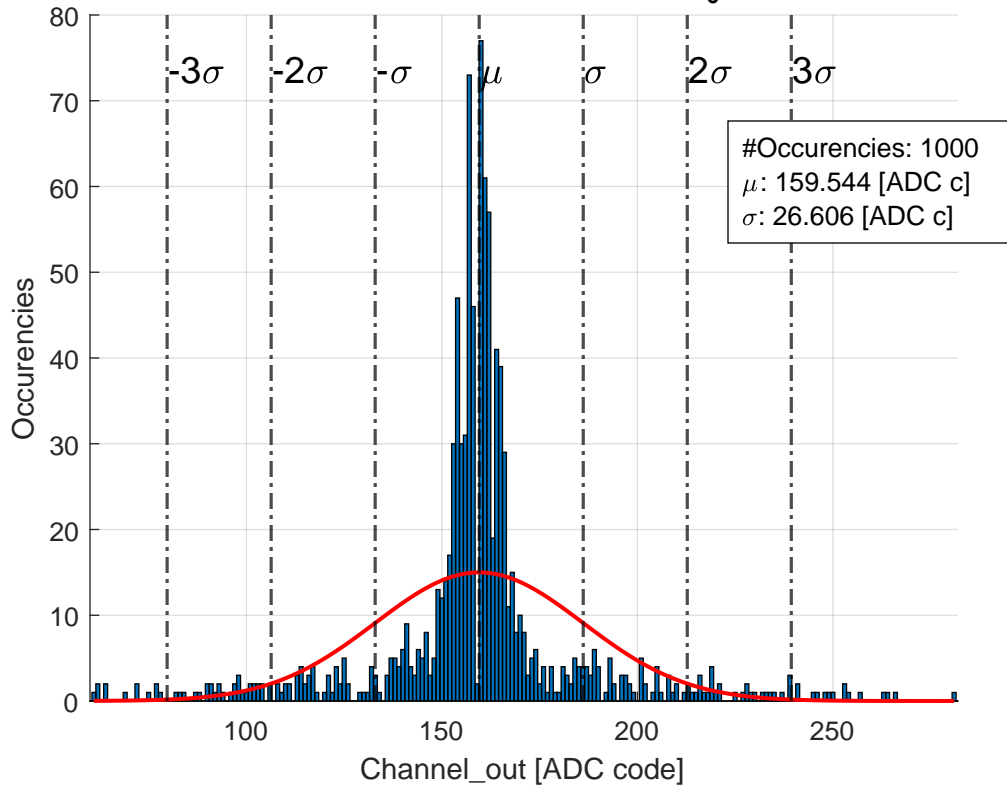 80
70
60
50
40
30
20
10
0
Occurencies
-3σ
-2σ
-σ
μ
σ
2σ
3σ
#Occurencies: 1000
μ: 159.544 [ADC c]
σ: 26.606 [ADC c]
100
150
200
250
Channel_out [ADC code]